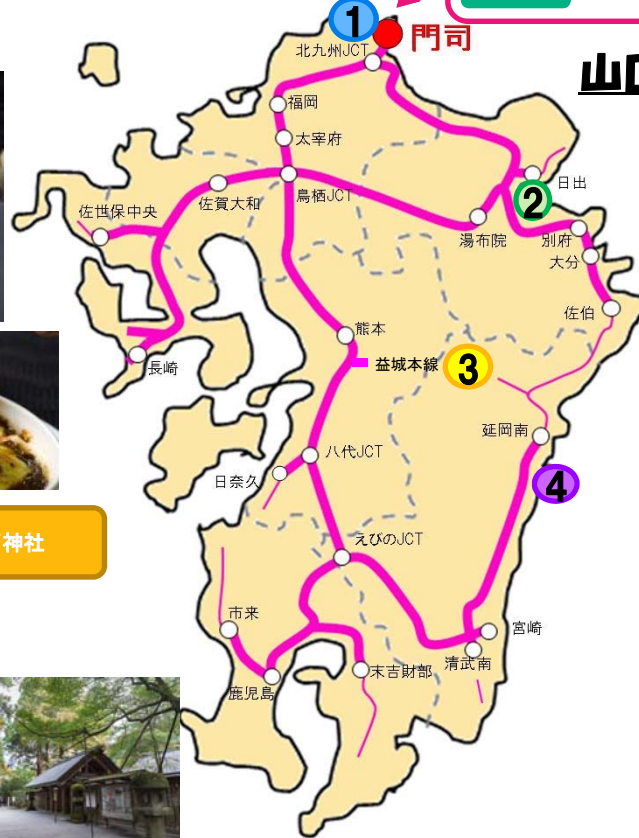 1
門司
北九州JCT
山口
福岡
太宰府
日出
鳥栖JCT
佐賀大和
佐世保中央
2
湯布院
別府
大分
佐伯
熊本
益城本線
3
長崎
延岡南
八代JCT
日奈久
4
神社
えびのJCT
市来
宮崎
清武南
末吉財部
鹿児島